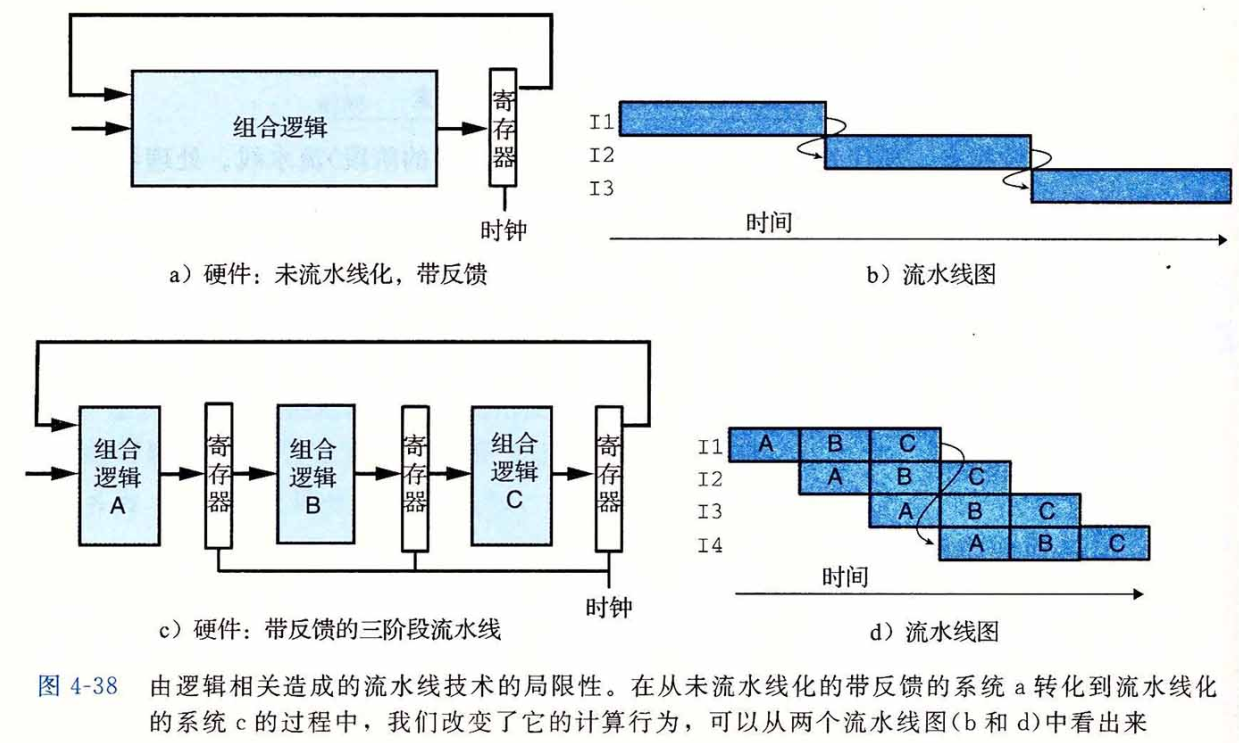 组合逻辑
寄存器
时钟
a）硬件：未流水线化，带反馈
I1
I2
I3
时间
b）流水线图
组合逻辑A
寄存器
组合逻辑B
寄存器
组合逻辑C
寄存器
时钟
c）硬件：带反馈的三阶段流水线
I1 A B C
I2 A B C
I3 A B C
I4 A B C
时间
d）流水线图
图 4-38 由逻辑相关造成的流水线技术的局限性。在从未流水线化的带反馈的系统 a 转化到流水线化
的系统 c 的过程中，我们改变了它的计算行为，可以从两个流水线图(b 和 d)中看出来